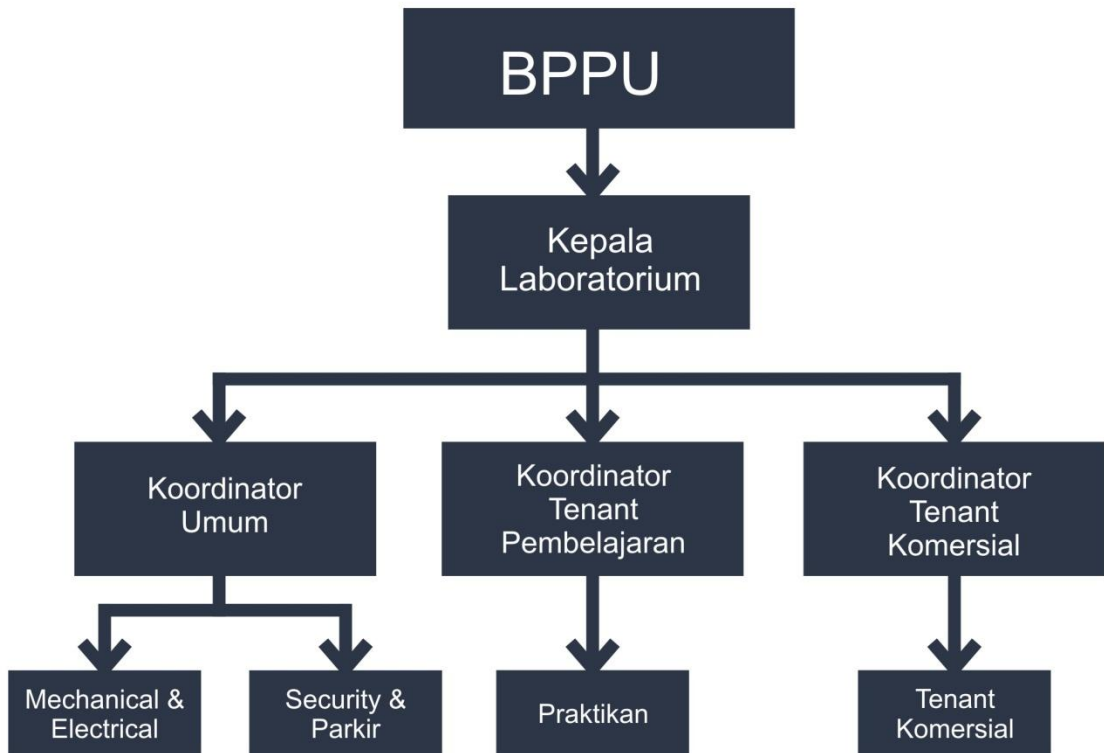 BPPU
Kepala
Laboratorium
Koordinator
Umum
Koordinator
Tenant
Pembelajaran
Koordinator
Tenant
Komersial
Mechanical &
Electrical
Security &
Parkir
Praktikan
Tenant
Komersial